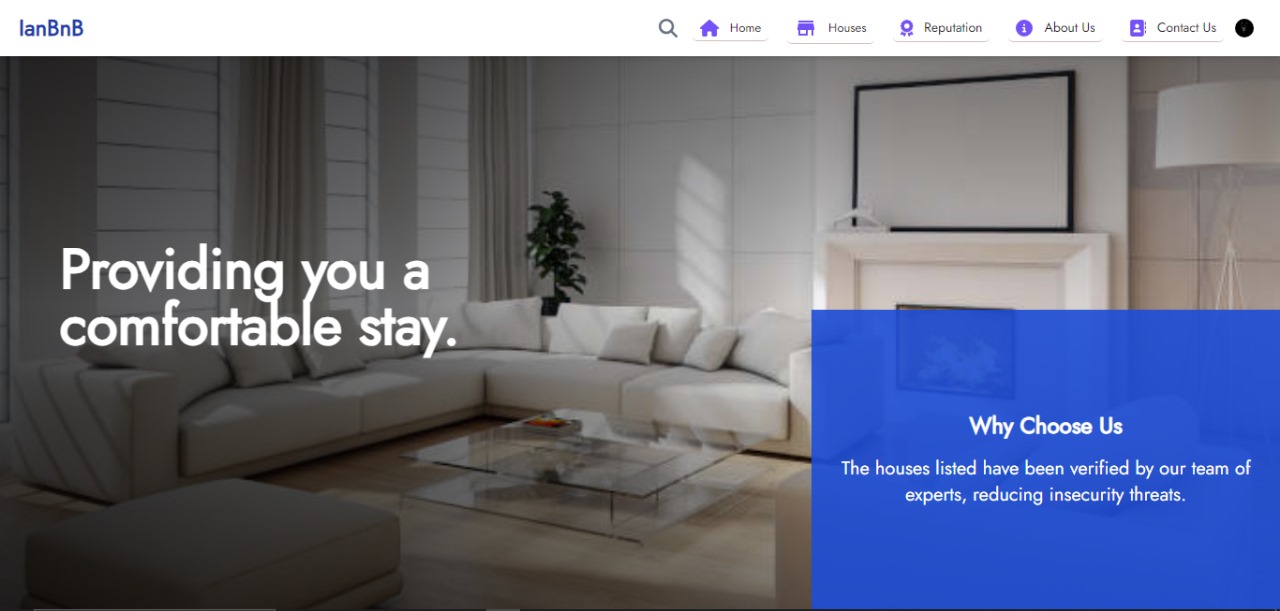 IanBnB
Home
Houses
Reputation
About Us
Contact Us
Providing you a
comfortable stay.
Why Choose Us
The houses listed have been verified by our team of
experts, reducing insecurity threats.